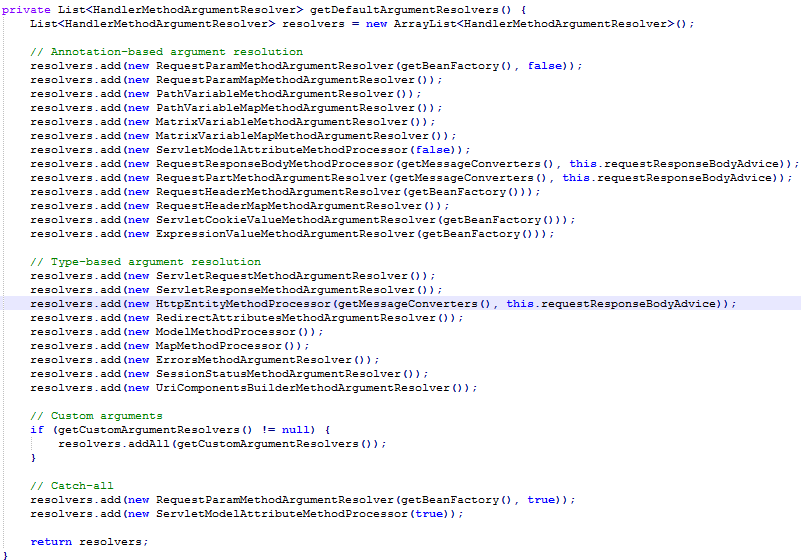 private List<HandlerMethodArgumentResolver> getDefaultArgumentResolvers() {
    List<HandlerMethodArgumentResolver> resolvers = new ArrayList<HandlerMethodArgumentResolver>();

    // Annotation-based argument resolution
    resolvers.add(new RequestParamMethodArgumentResolver(getBeanFactory(), false));
    resolvers.add(new RequestParamMapMethodArgumentResolver());
    resolvers.add(new PathVariableMethodArgumentResolver());
    resolvers.add(new PathVariableMapMethodArgumentResolver());
    resolvers.add(new MatrixVariableMethodArgumentResolver());
    resolvers.add(new MatrixVariableMapMethodArgumentResolver());
    resolvers.add(new ServletModelAttributeMethodProcessor(false));
    resolvers.add(new RequestResponseBodyMethodProcessor(getMessageConverters(), this.requestResponseBodyAdvice));
    resolvers.add(new RequestPartMethodArgumentResolver(getMessageConverters(), this.requestResponseBodyAdvice));
    resolvers.add(new RequestHeaderMethodArgumentResolver(getBeanFactory()));
    resolvers.add(new RequestHeaderMapMethodArgumentResolver());
    resolvers.add(new ServletCookieValueMethodArgumentResolver(getBeanFactory()));
    resolvers.add(new ExpressionValueMethodArgumentResolver(getBeanFactory()));

    // Type-based argument resolution
    resolvers.add(new ServletRequestMethodArgumentResolver());
    resolvers.add(new ServletResponseMethodArgumentResolver());
    resolvers.add(new HttpEntityMethodProcessor(getMessageConverters(), this.requestResponseBodyAdvice));
    resolvers.add(new RedirectAttributesMethodArgumentResolver());
    resolvers.add(new ModelMethodProcessor());
    resolvers.add(new MapMethodProcessor());
    resolvers.add(new ErrorsMethodArgumentResolver());
    resolvers.add(new SessionStatusMethodArgumentResolver());
    resolvers.add(new UriComponentsBuilderMethodArgumentResolver());

    // Custom arguments
    if (getCustomArgumentResolvers() != null) {
        resolvers.addAll(getCustomArgumentResolvers());
    }

    // Catch-all
    resolvers.add(new RequestParamMethodArgumentResolver(getBeanFactory(), true));
    resolvers.add(new ServletModelAttributeMethodProcessor(true));

    return resolvers;
}